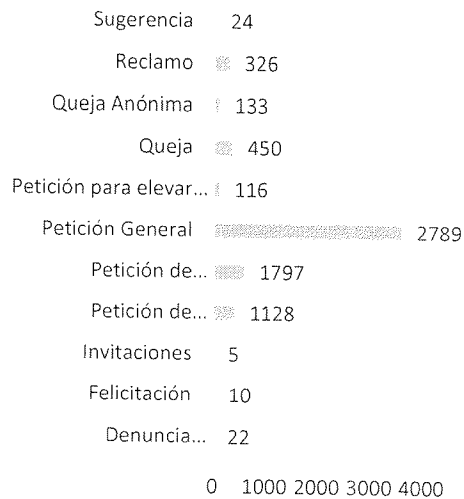 Sugerencia 24
Reclamo 326
Queja Anónima 133
Queja 450
Petición para elevar... 116
Petición General 2789
Petición de... 1797
Petición de... 1128
Invitaciones 5
Felicitación 10
Denuncia... 22
0 1000 2000 3000 4000